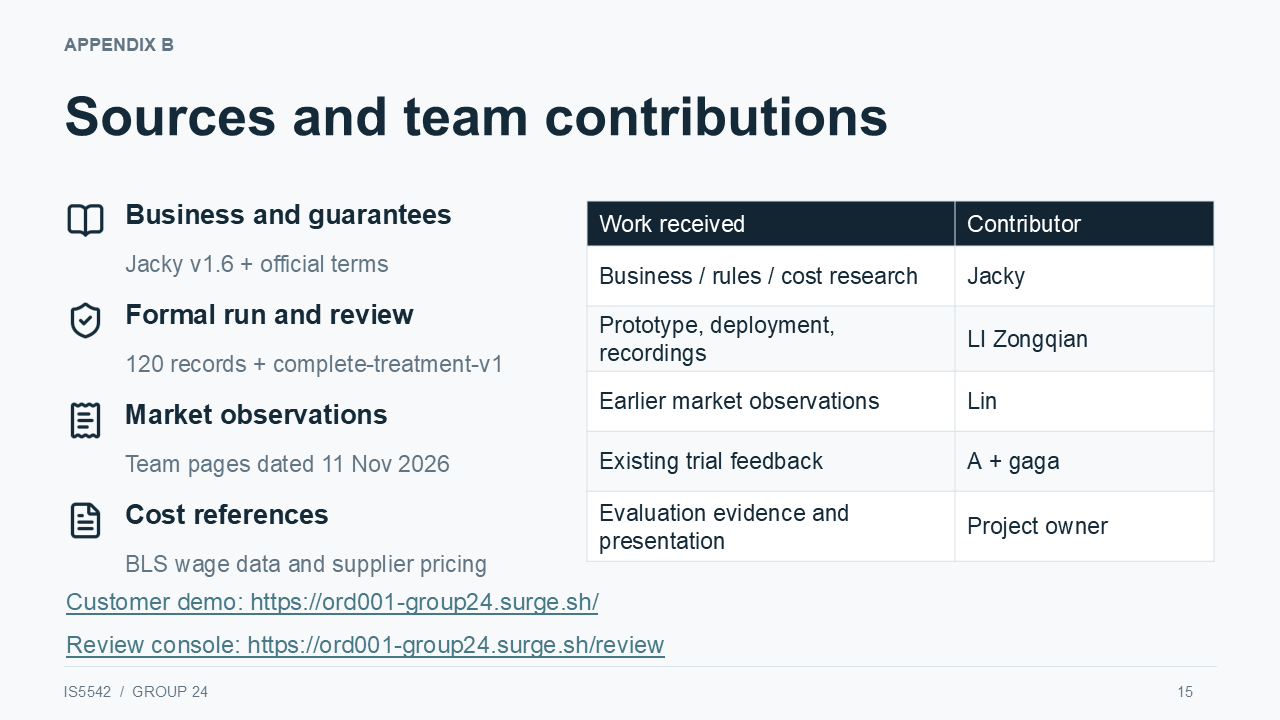 APPENDIX B
Sources and team contributions
Business and guarantees
Jacky v1.6 + official terms
Formal run and review
120 records + complete-treatment-v1
Market observations
Team pages dated 11 Nov 2026
Cost references
BLS wage data and supplier pricing
Work received Contributor
Business / rules / cost research Jacky
Prototype, deployment,
recordings
LI Zongqian
Earlier market observations Lin
Existing trial feedback A + gaga
Evaluation evidence and
presentation
Project owner
Customer demo: https://ord001-group24.surge.sh/
Review console: https://ord001-group24.surge.sh/review
IS5542 / GROUP 24
15